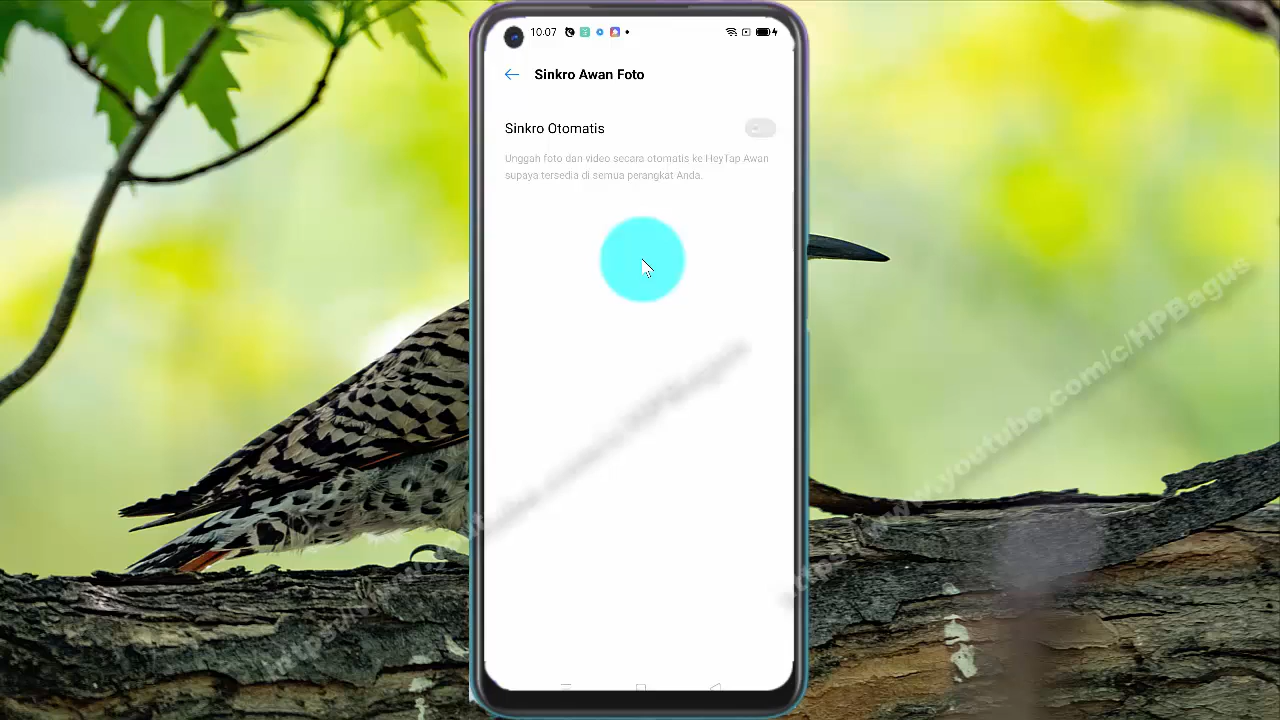 10.07
Sinkro Awan Foto
Sinkro Otomatis
Unggah foto dan video secara otomatis ke HeyTap Awan
supaya tersedia di semua perangkat Anda.
www.youtube.com/c/HPBagus